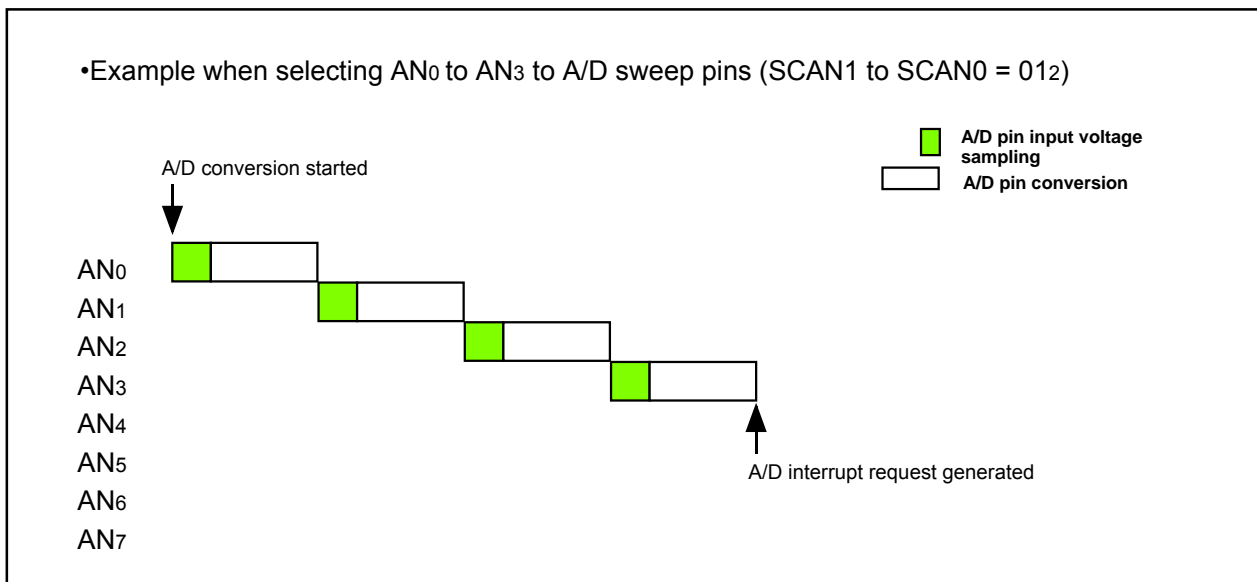 •Example when selecting AN0 to AN3 to A/D sweep pins (SCAN1 to SCAN0 = 012)
A/D pin input voltage
sampling
A/D pin conversion
A/D conversion started
AN0
AN1
AN2
AN3
AN4
AN5
AN6
AN7
A/D interrupt request generated